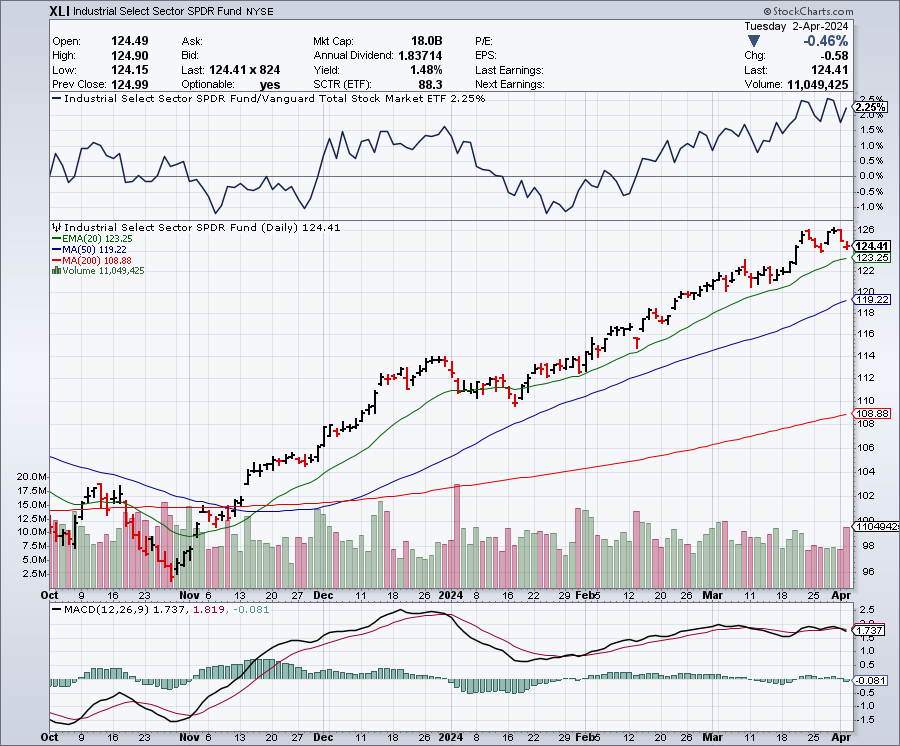 XLI Industrial Select Sector SPDR Fund NYSE
© StockCharts.com
Tuesday 2-Apr-2024
Open: 124.49 Ask: Mkt Cap: 18.0B P/E: ▼ -0.46%
High: 124.90 Bid: Annual Dividend: 1.83714 EPS: Chg: -0.58
Low: 124.15 Last: 124.41 x 824 Yield: 1.48% Last Earnings: Last: 124.41
Prev Close: 124.99 Optionable: yes SCTR (ETF): 88.3 Next Earnings: Volume: 11,049,425
Industrial Select Sector SPDR Fund/Vanguard Total Stock Market ETF 2.25%
2.5%
2.25%
2.0%
1.5%
1.0%
0.5%
0.0%
-0.5%
-1.0%
Industrial Select Sector SPDR Fund (Daily) 124.41
EMA(20) 123.25
MA(50) 119.22
MA(200) 108.88
Volume 11,049,425
126
124.41
123.25
122
120
119.22
118
116
114
112
110
108.88
108
106
104
102
100
11049425
98
96
20.0M
17.5M
15.0M
12.5M
10.0M
7.5M
5.0M
2.5M
Oct 9 16 23 Nov 6 13 20 27 Dec 11 18 26 2024 8 16 22 29 Feb 5 12 20 26 Mar 11 18 25 Apr
MACD(12,26,9) 1.737, 1.819, -0.081
2.5
2.0
1.737
1.5
1.0
0.5
-0.081
-0.5
-1.0
-1.5
Oct 9 16 23 Nov 6 13 20 27 Dec 11 18 26 2024 8 16 22 29 Feb 5 12 20 26 Mar 11 18 25 Apr